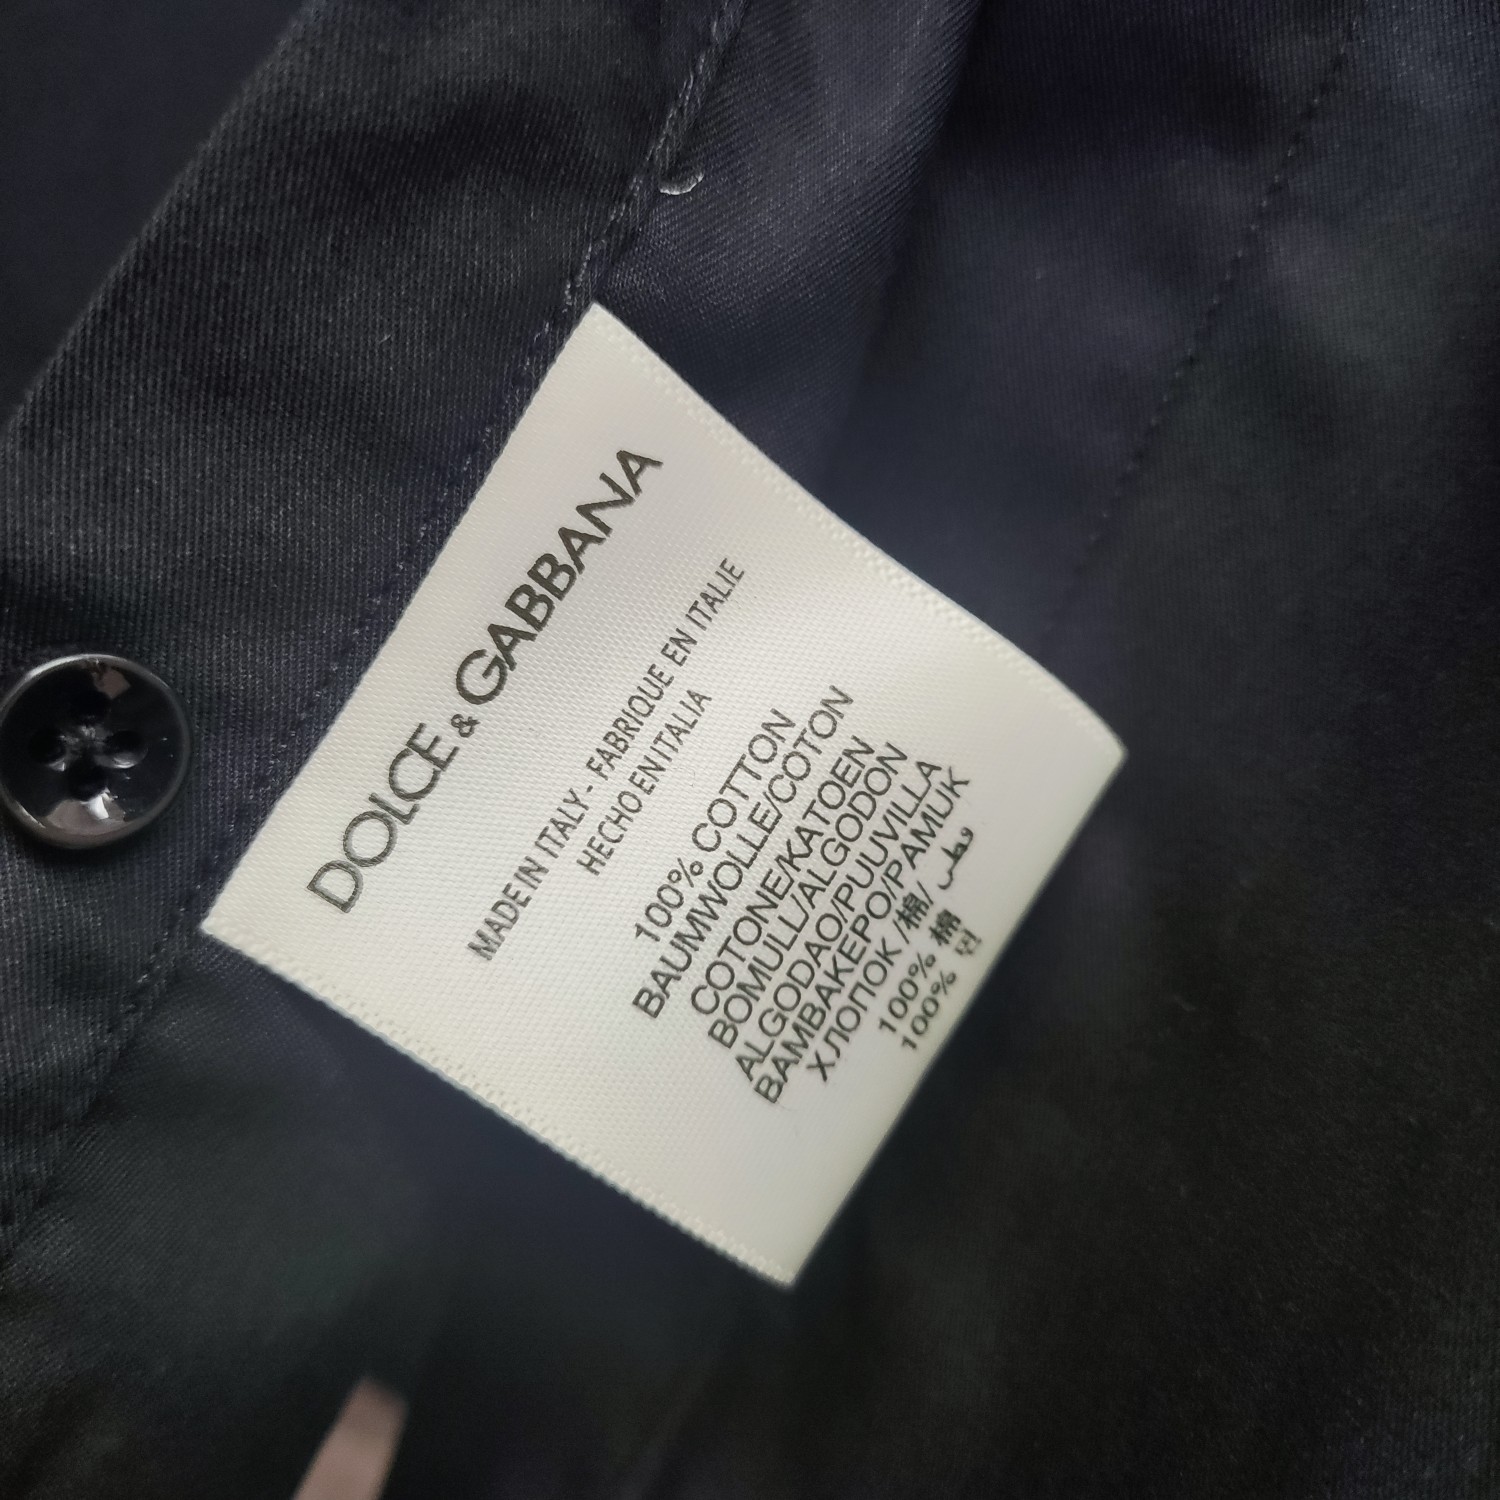 DOLCE & GABBANA
MADE IN ITALY - FABRIQUE EN ITALIE
HECHO EN ITALIA
100% COTTON
BAUMWOLLE/COTON
COTONE/KATOEN
BOMULL/ALGODON
ALGODAO/PUUVILLA
BAMBAKEPO/PAMUK
ХЛОПОК /棉/ قطن
100% 棉
100% 면